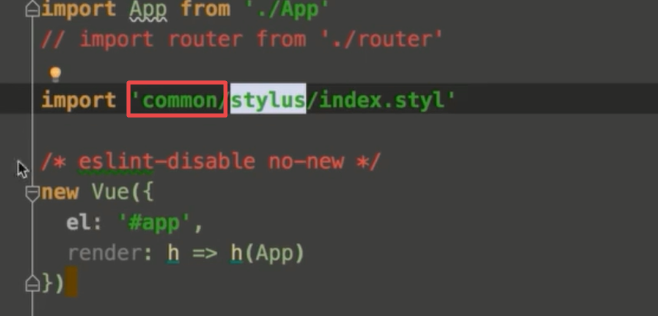 import App from './App'
// import router from './router'
import 'common/stylus/index.styl'
/* eslint-disable no-new */
new Vue({
  el: '#app',
  render: h => h(App)
})